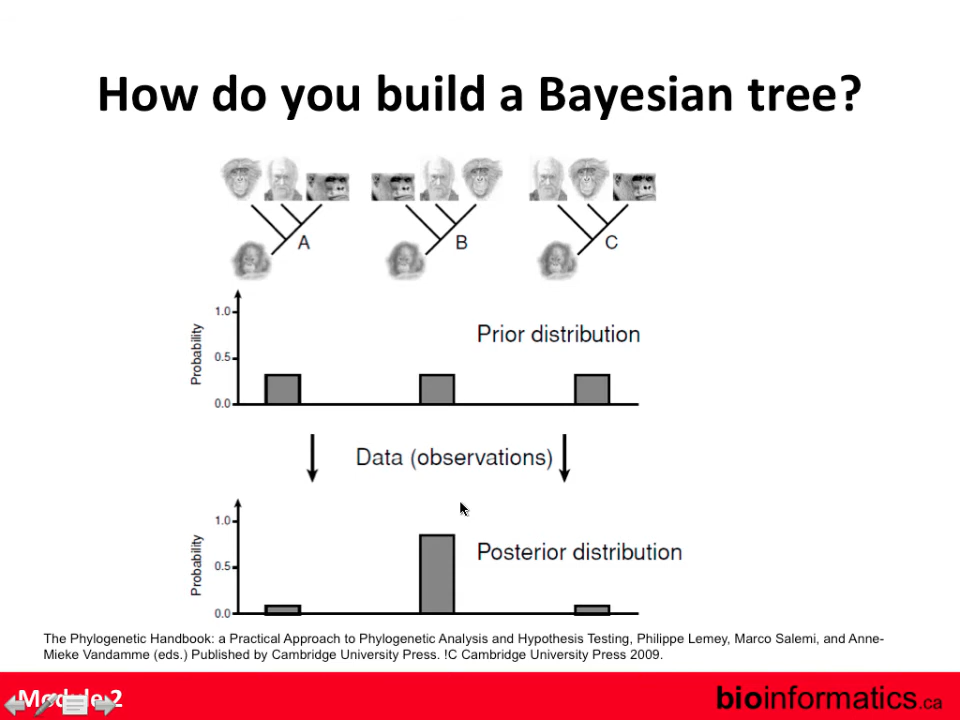 How do you build a Bayesian tree?
A
B
C
Probability
1.0
0.5
0.0
Prior distribution
Data (observations)
Probability
1.0
0.5
0.0
Posterior distribution
The Phylogenetic Handbook: a Practical Approach to Phylogenetic Analysis and Hypothesis Testing, Philippe Lemey, Marco Salemi, and Anne-
Mieke Vandamme (eds.) Published by Cambridge University Press. !C Cambridge University Press 2009.
Module 2
bioinformatics.ca